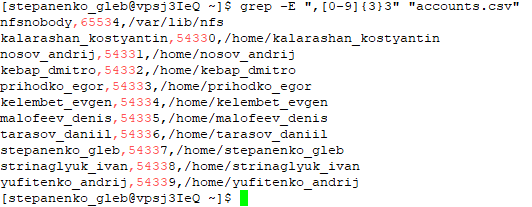 [stepanenko_gleb@vpsj3IeQ ~]$ grep -E ",[0-9]{3}3" "accounts.csv"
nfsnobody,65534,/var/lib/nfs
kalarashan_kostyantin,54330,/home/kalarashan_kostyantin
nosov_andrij,54331,/home/nosov_andrij
kebap_dmitro,54332,/home/kebap_dmitro
prihodko_egor,54333,/home/prihodko_egor
kelembet_evgen,54334,/home/kelembet_evgen
malofeev_denis,54335,/home/malofeev_denis
tarasov_daniil,54336,/home/tarasov_daniil
stepanenko_gleb,54337,/home/stepanenko_gleb
strinaglyuk_ivan,54338,/home/strinaglyuk_ivan
yufitenko_andrij,54339,/home/yufitenko_andrij
[stepanenko_gleb@vpsj3IeQ ~]$